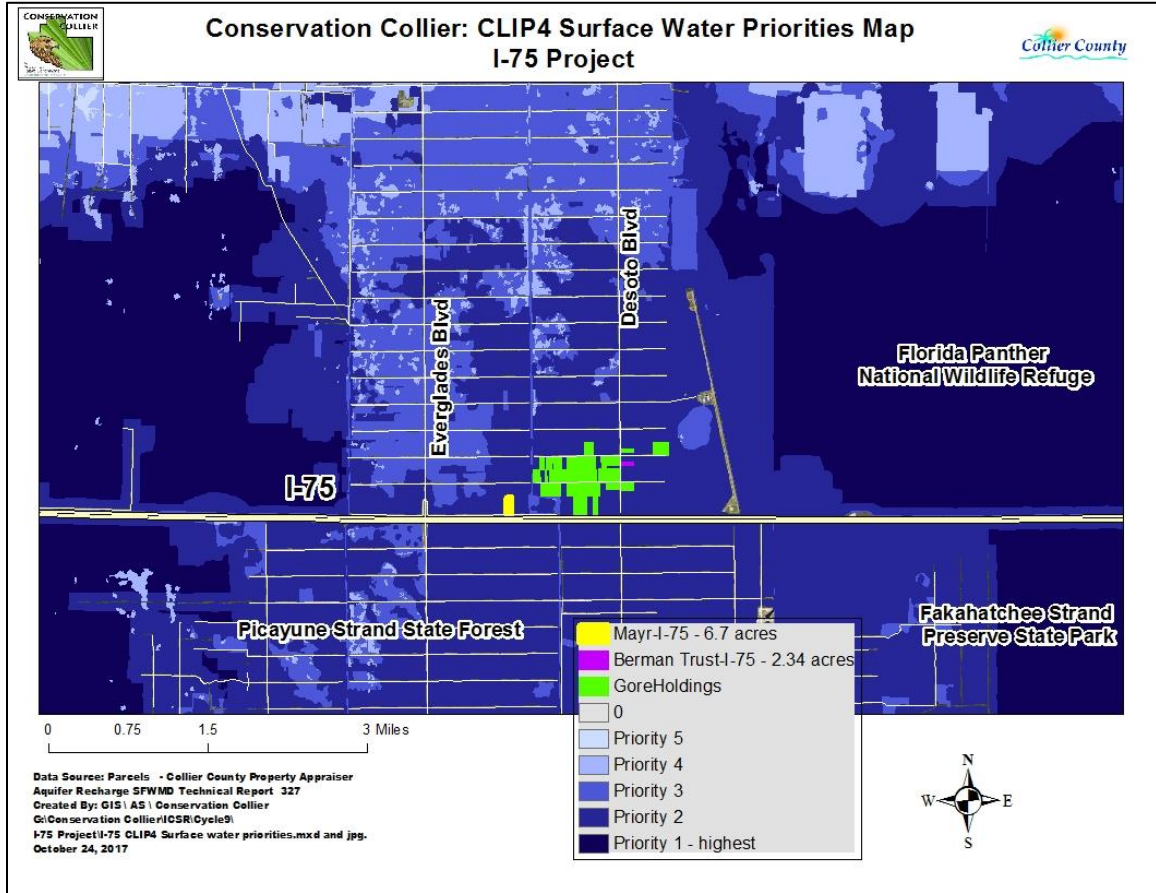 CONSERVATION
COLLIER
Conservation Collier: CLIP4 Surface Water Priorities Map
I-75 Project
Collier County
Desoto Blvd
Everglades Blvd
Florida Panther
National Wildlife Refuge
I-75
Picayune Strand State Forest
Fakahatchee Strand
Preserve State Park
Mayr-I-75 - 6.7 acres
Berman Trust-I-75 - 2.34 acres
GoreHoldings
0
Priority 5
Priority 4
Priority 3
Priority 2
Priority 1 - highest
0 0.75 1.5 3 Miles
Data Source: Parcels - Collier County Property Appraiser
Aquifer Recharge SFWMD Technical Report 327
Created By: GIS \ AS \ Conservation Collier
G:\Conservation Collier\ICSR\Cycle9\
I-75 Project\I-75 CLIP4 Surface water priorities.mxd and jpg.
October 24, 2017
N
W E
S